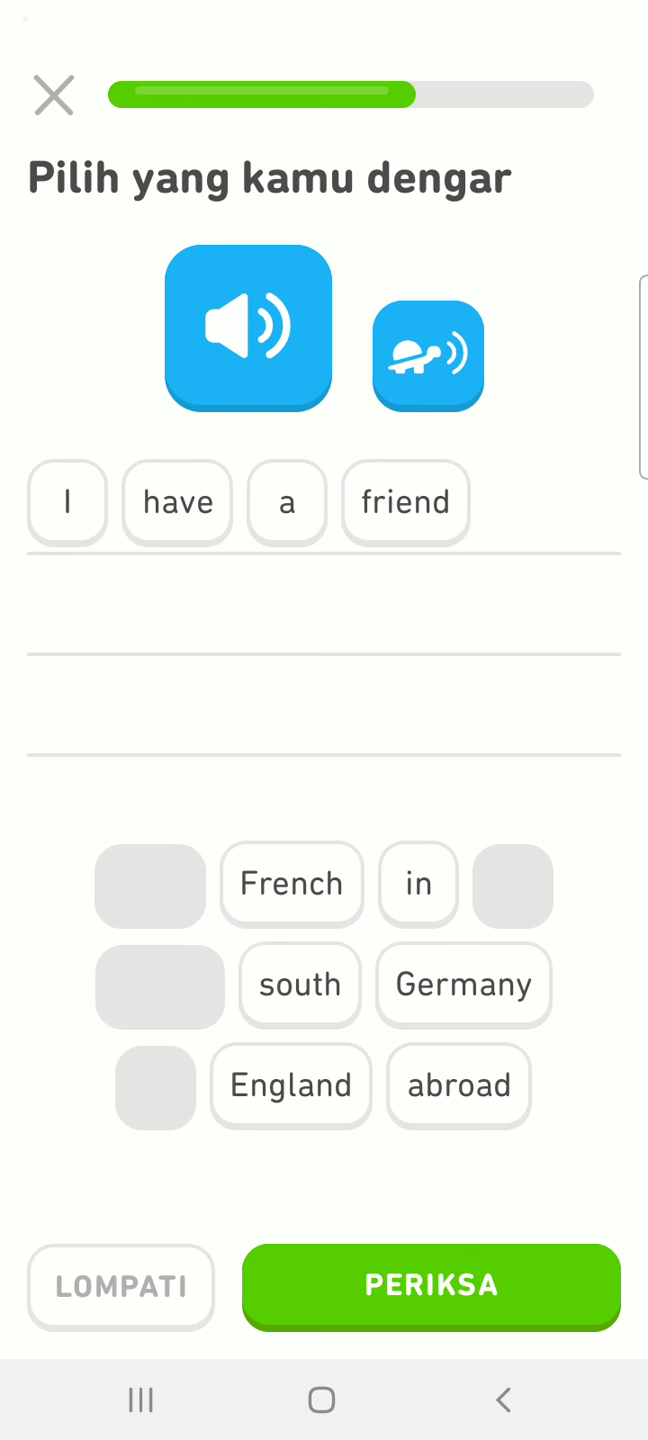 Pilih yang kamu dengar
I have a friend
French in
south Germany
England abroad
LOMPATI PERIKSA